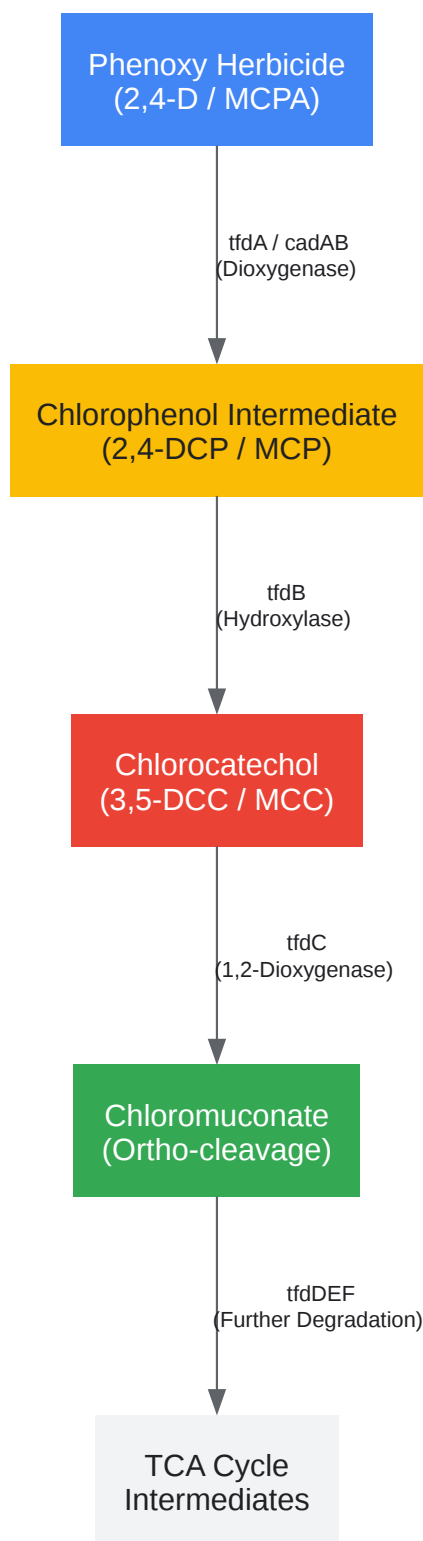 Phenoxy Herbicide
(2,4-D / MCPA)
tfdA / cadAB
(Dioxygenase)
Chlorophenol Intermediate
(2,4-DCP / MCP)
tfdB
(Hydroxylase)
Chlorocatechol
(3,5-DCC / MCC)
tfdC
(1,2-Dioxygenase)
Chloromuconate
(Ortho-cleavage)
tfdDEF
(Further Degradation)
TCA Cycle
Intermediates